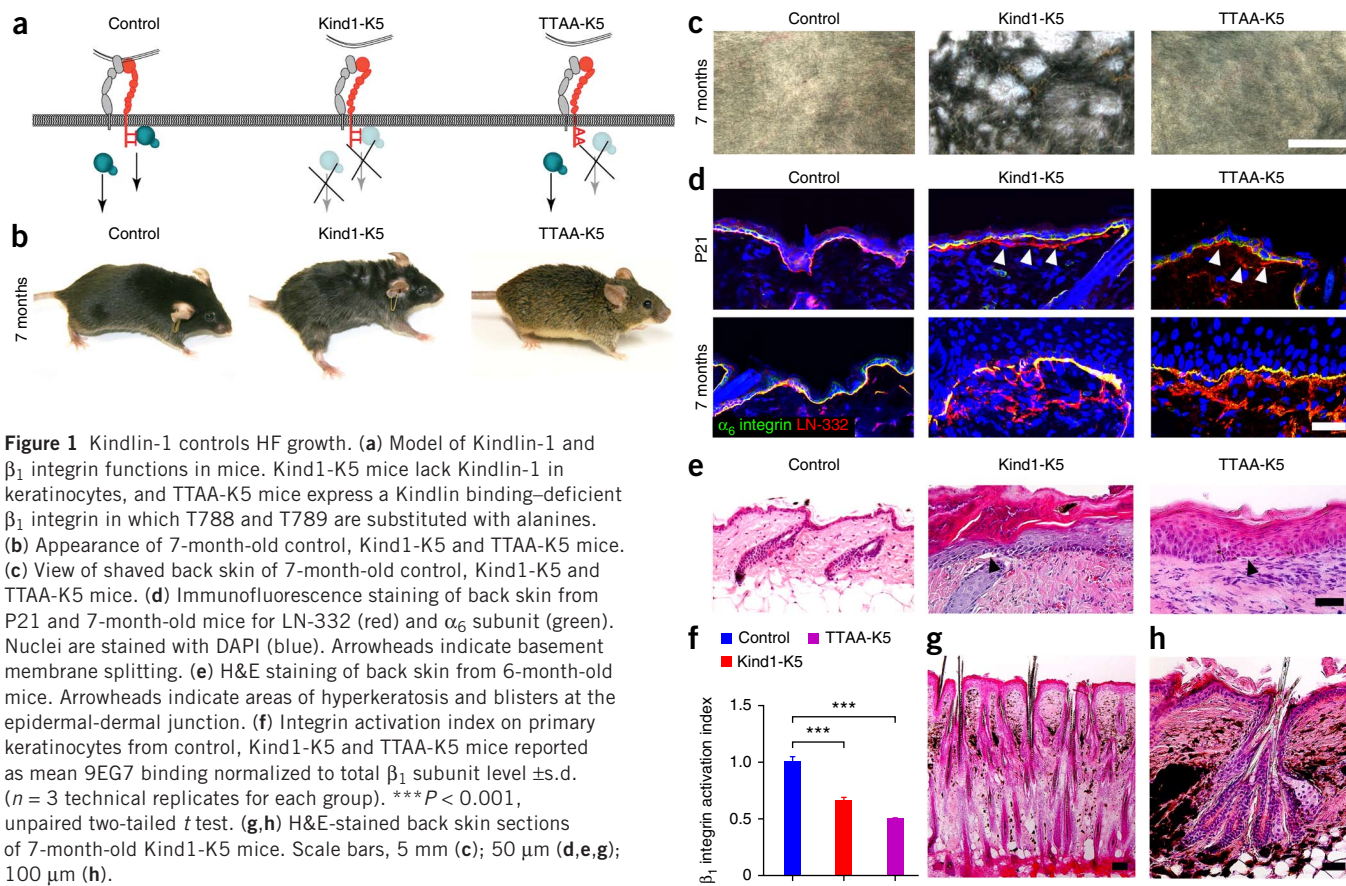 a
Control
Kind1-K5
TTAA-K5
TT
TT
AA
b
Control
Kind1-K5
TTAA-K5
7 months
Figure 1 Kindlin-1 controls HF growth. (a) Model of Kindlin-1 and
β1 integrin functions in mice. Kind1-K5 mice lack Kindlin-1 in
keratinocytes, and TTAA-K5 mice express a Kindlin binding–deficient
β1 integrin in which T788 and T789 are substituted with alanines.
(b) Appearance of 7-month-old control, Kind1-K5 and TTAA-K5 mice.
(c) View of shaved back skin of 7-month-old control, Kind1-K5 and
TTAA-K5 mice. (d) Immunofluorescence staining of back skin from
P21 and 7-month-old mice for LN-332 (red) and α6 subunit (green).
Nuclei are stained with DAPI (blue). Arrowheads indicate basement
membrane splitting. (e) H&E staining of back skin from 6-month-old
mice. Arrowheads indicate areas of hyperkeratosis and blisters at the
epidermal-dermal junction. (f) Integrin activation index on primary
keratinocytes from control, Kind1-K5 and TTAA-K5 mice reported
as mean 9EG7 binding normalized to total β1 subunit level ±s.d.
(n = 3 technical replicates for each group). ***P < 0.001,
unpaired two-tailed t test. (g,h) H&E-stained back skin sections
of 7-month-old Kind1-K5 mice. Scale bars, 5 mm (c); 50 μm (d,e,g);
100 μm (h).
c
Control
Kind1-K5
TTAA-K5
7 months
d
Control
Kind1-K5
TTAA-K5
P21
7 months
α6 integrin LN-332
e
Control
Kind1-K5
TTAA-K5
f
Control
TTAA-K5
Kind1-K5
β1 integrin activation index
1.5
1.0
0.5
0
***
***
g
h